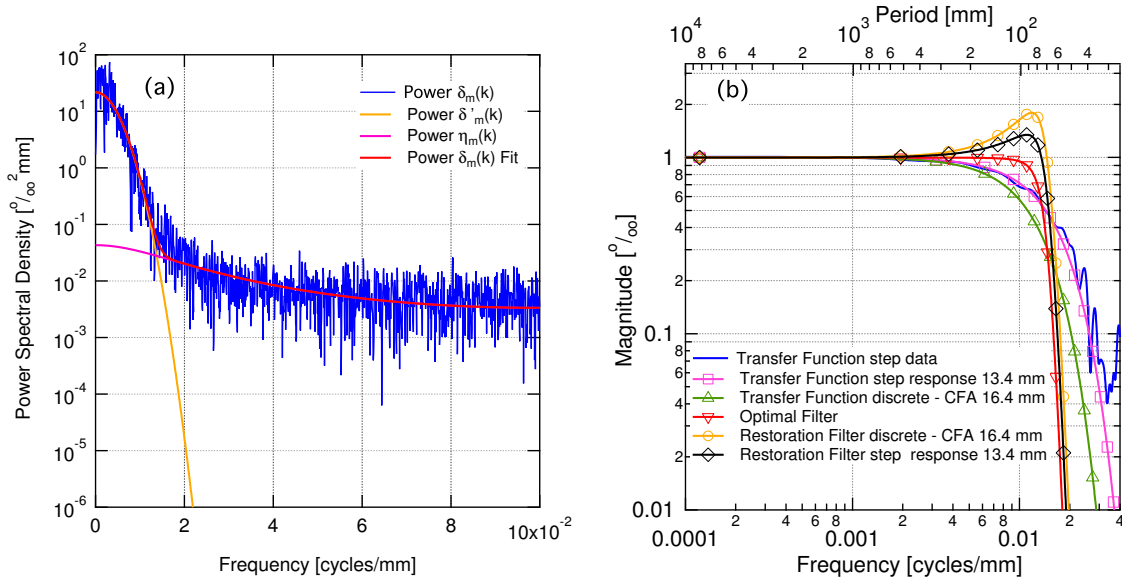 (a)
Power Spectral Density [⁰/₀₀² mm]
10²
10¹
10⁰
10⁻¹
10⁻²
10⁻³
10⁻⁴
10⁻⁵
10⁻⁶
Power δₘ(k)
Power δ'ₘ(k)
Power ηₘ(k)
Power δₘ(k) Fit
0 2 4 6 8 10x10⁻²
Frequency [cycles/mm]
Period [mm]
10⁴ 10³ 10²
8 6 4 2 8 6 4 2 8 6 4
(b)
Magnitude [⁰/₀₀]
2
1
8
6
4
2
0.1
8
6
4
2
0.01
Transfer Function step data
Transfer Function step response 13.4 mm
Transfer Function discrete - CFA 16.4 mm
Optimal Filter
Restoration Filter discrete - CFA 16.4 mm
Restoration Filter step response 13.4 mm
2 4 6 8 2 4 6 8 2 4
0.0001 0.001 0.01
Frequency [cycles/mm]